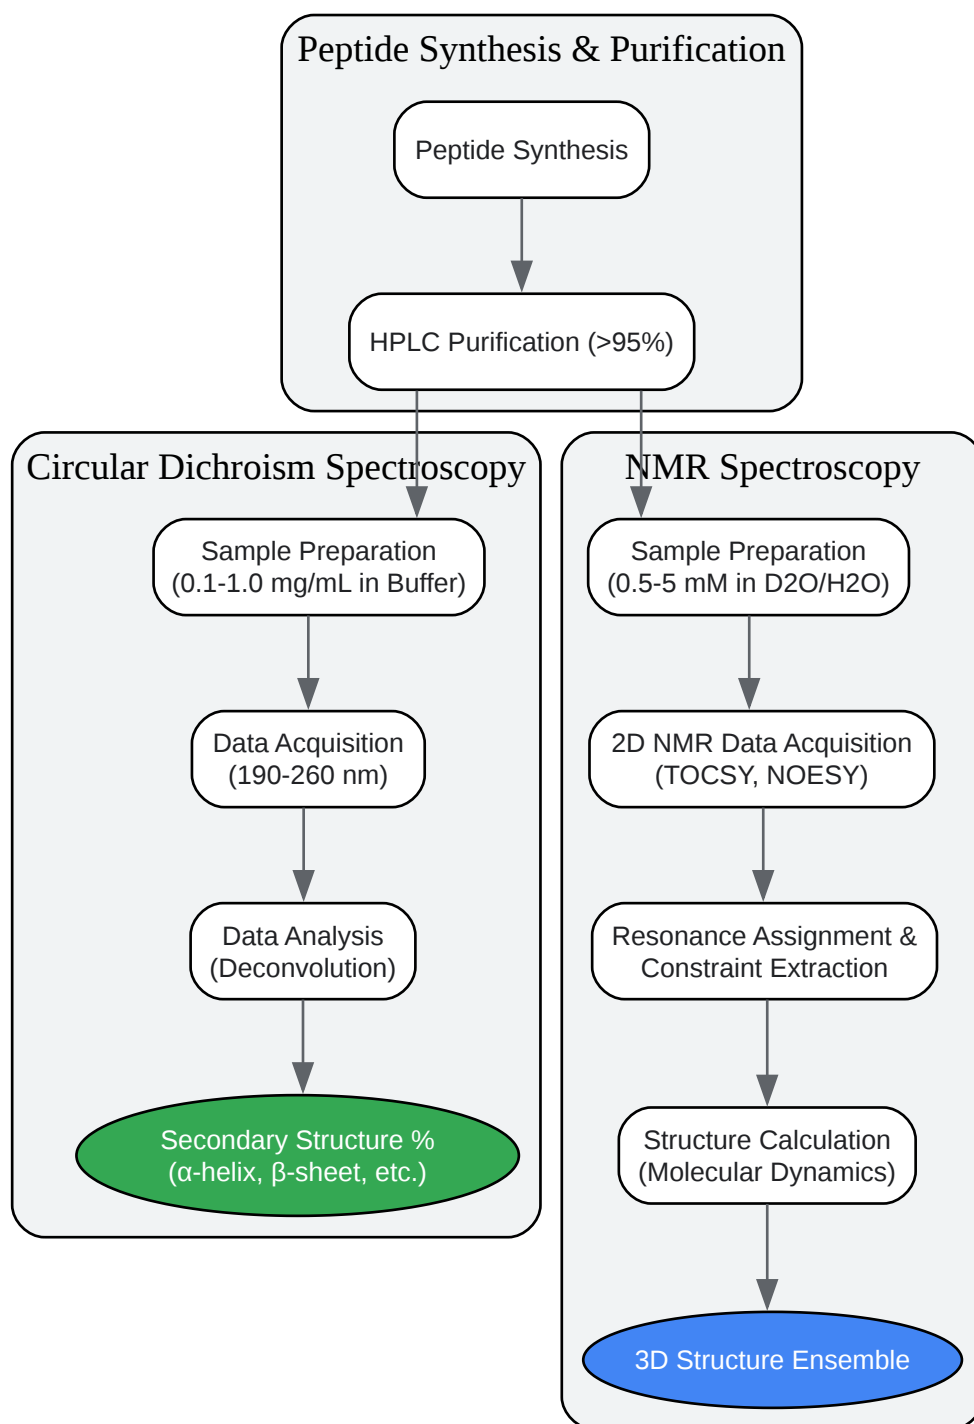 Peptide Synthesis & Purification
Peptide Synthesis
HPLC Purification (>95%)
Circular Dichroism Spectroscopy
Sample Preparation
(0.1-1.0 mg/mL in Buffer)
Data Acquisition
(190-260 nm)
Data Analysis
(Deconvolution)
Secondary Structure %
(α-helix, β-sheet, etc.)
NMR Spectroscopy
Sample Preparation
(0.5-5 mM in D2O/H2O)
2D NMR Data Acquisition
(TOCSY, NOESY)
Resonance Assignment &
Constraint Extraction
Structure Calculation
(Molecular Dynamics)
3D Structure Ensemble